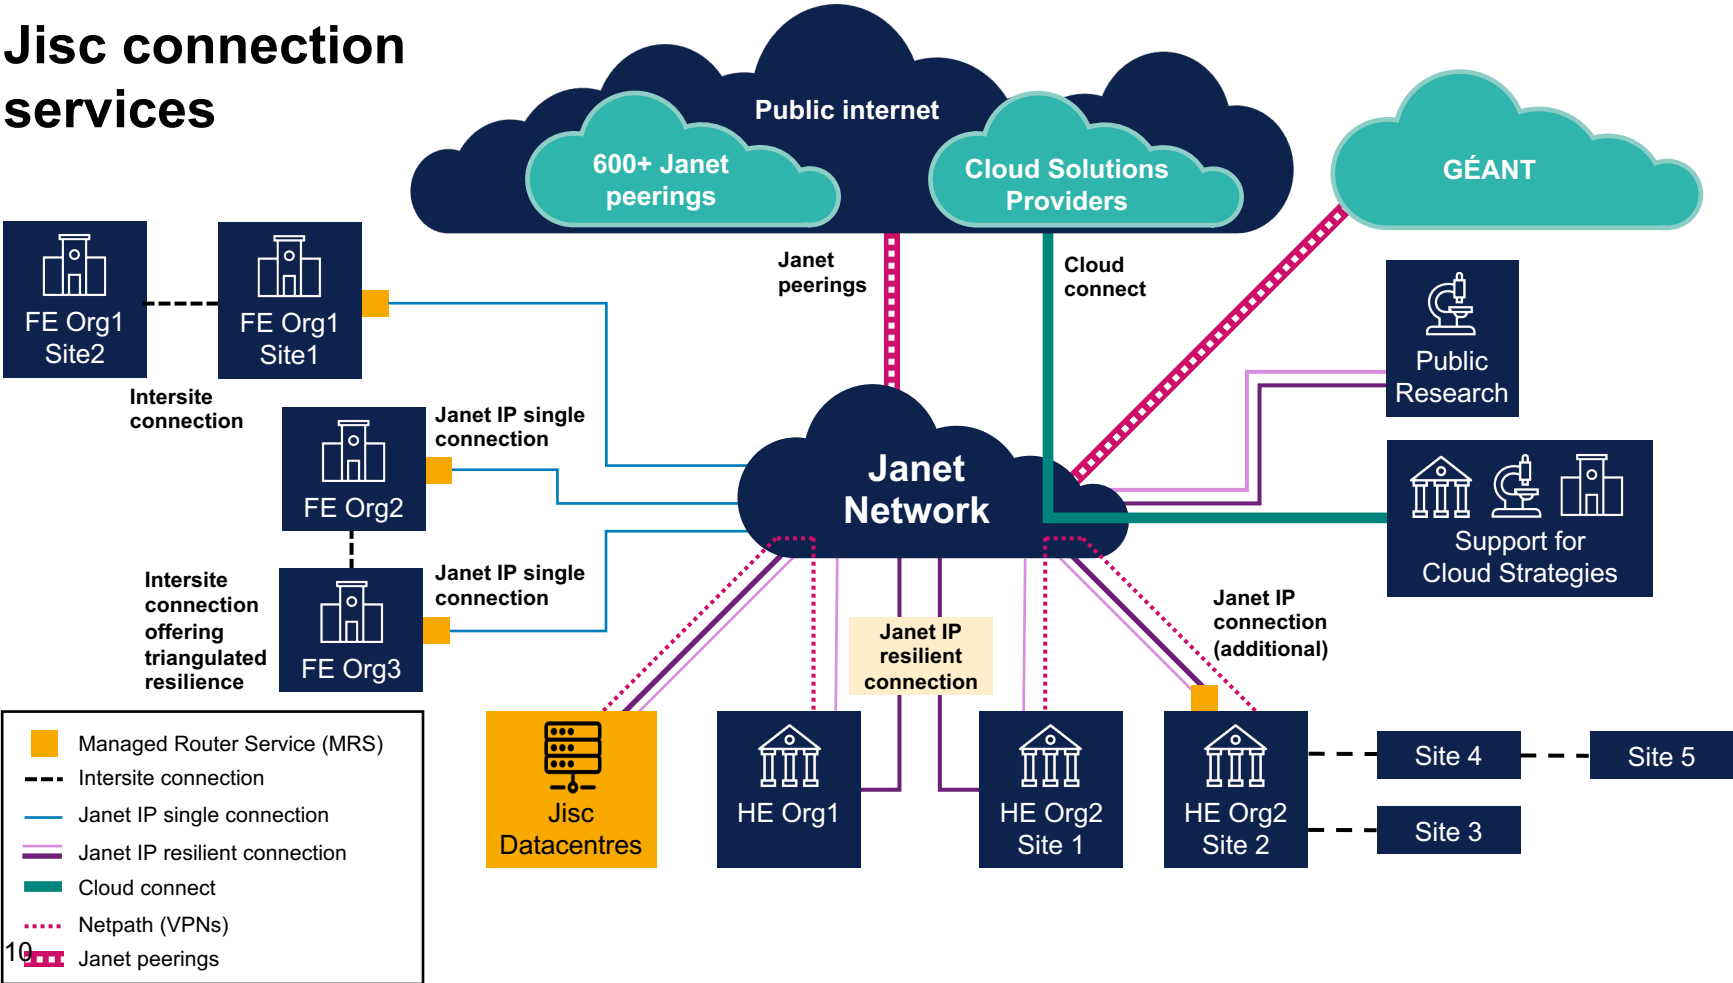 Jisc connection
services
Public internet
600+ Janet
peerings
Cloud Solutions
Providers
GÉANT
Janet
peerings
Cloud
connect
FE Org1
Site2
FE Org1
Site1
Intersite
connection
Janet IP single
connection
FE Org2
Intersite
connection
offering
triangulated
resilience
Janet IP single
connection
FE Org3
Janet
Network
Public
Research
Support for
Cloud Strategies
Janet IP
resilient
connection
Janet IP
connection
(additional)
Jisc
Datacentres
HE Org1
HE Org2
Site 1
HE Org2
Site 2
Site 4
Site 5
Site 3
Managed Router Service (MRS)
Intersite connection
Janet IP single connection
Janet IP resilient connection
Cloud connect
Netpath (VPNs)
Janet peerings
10